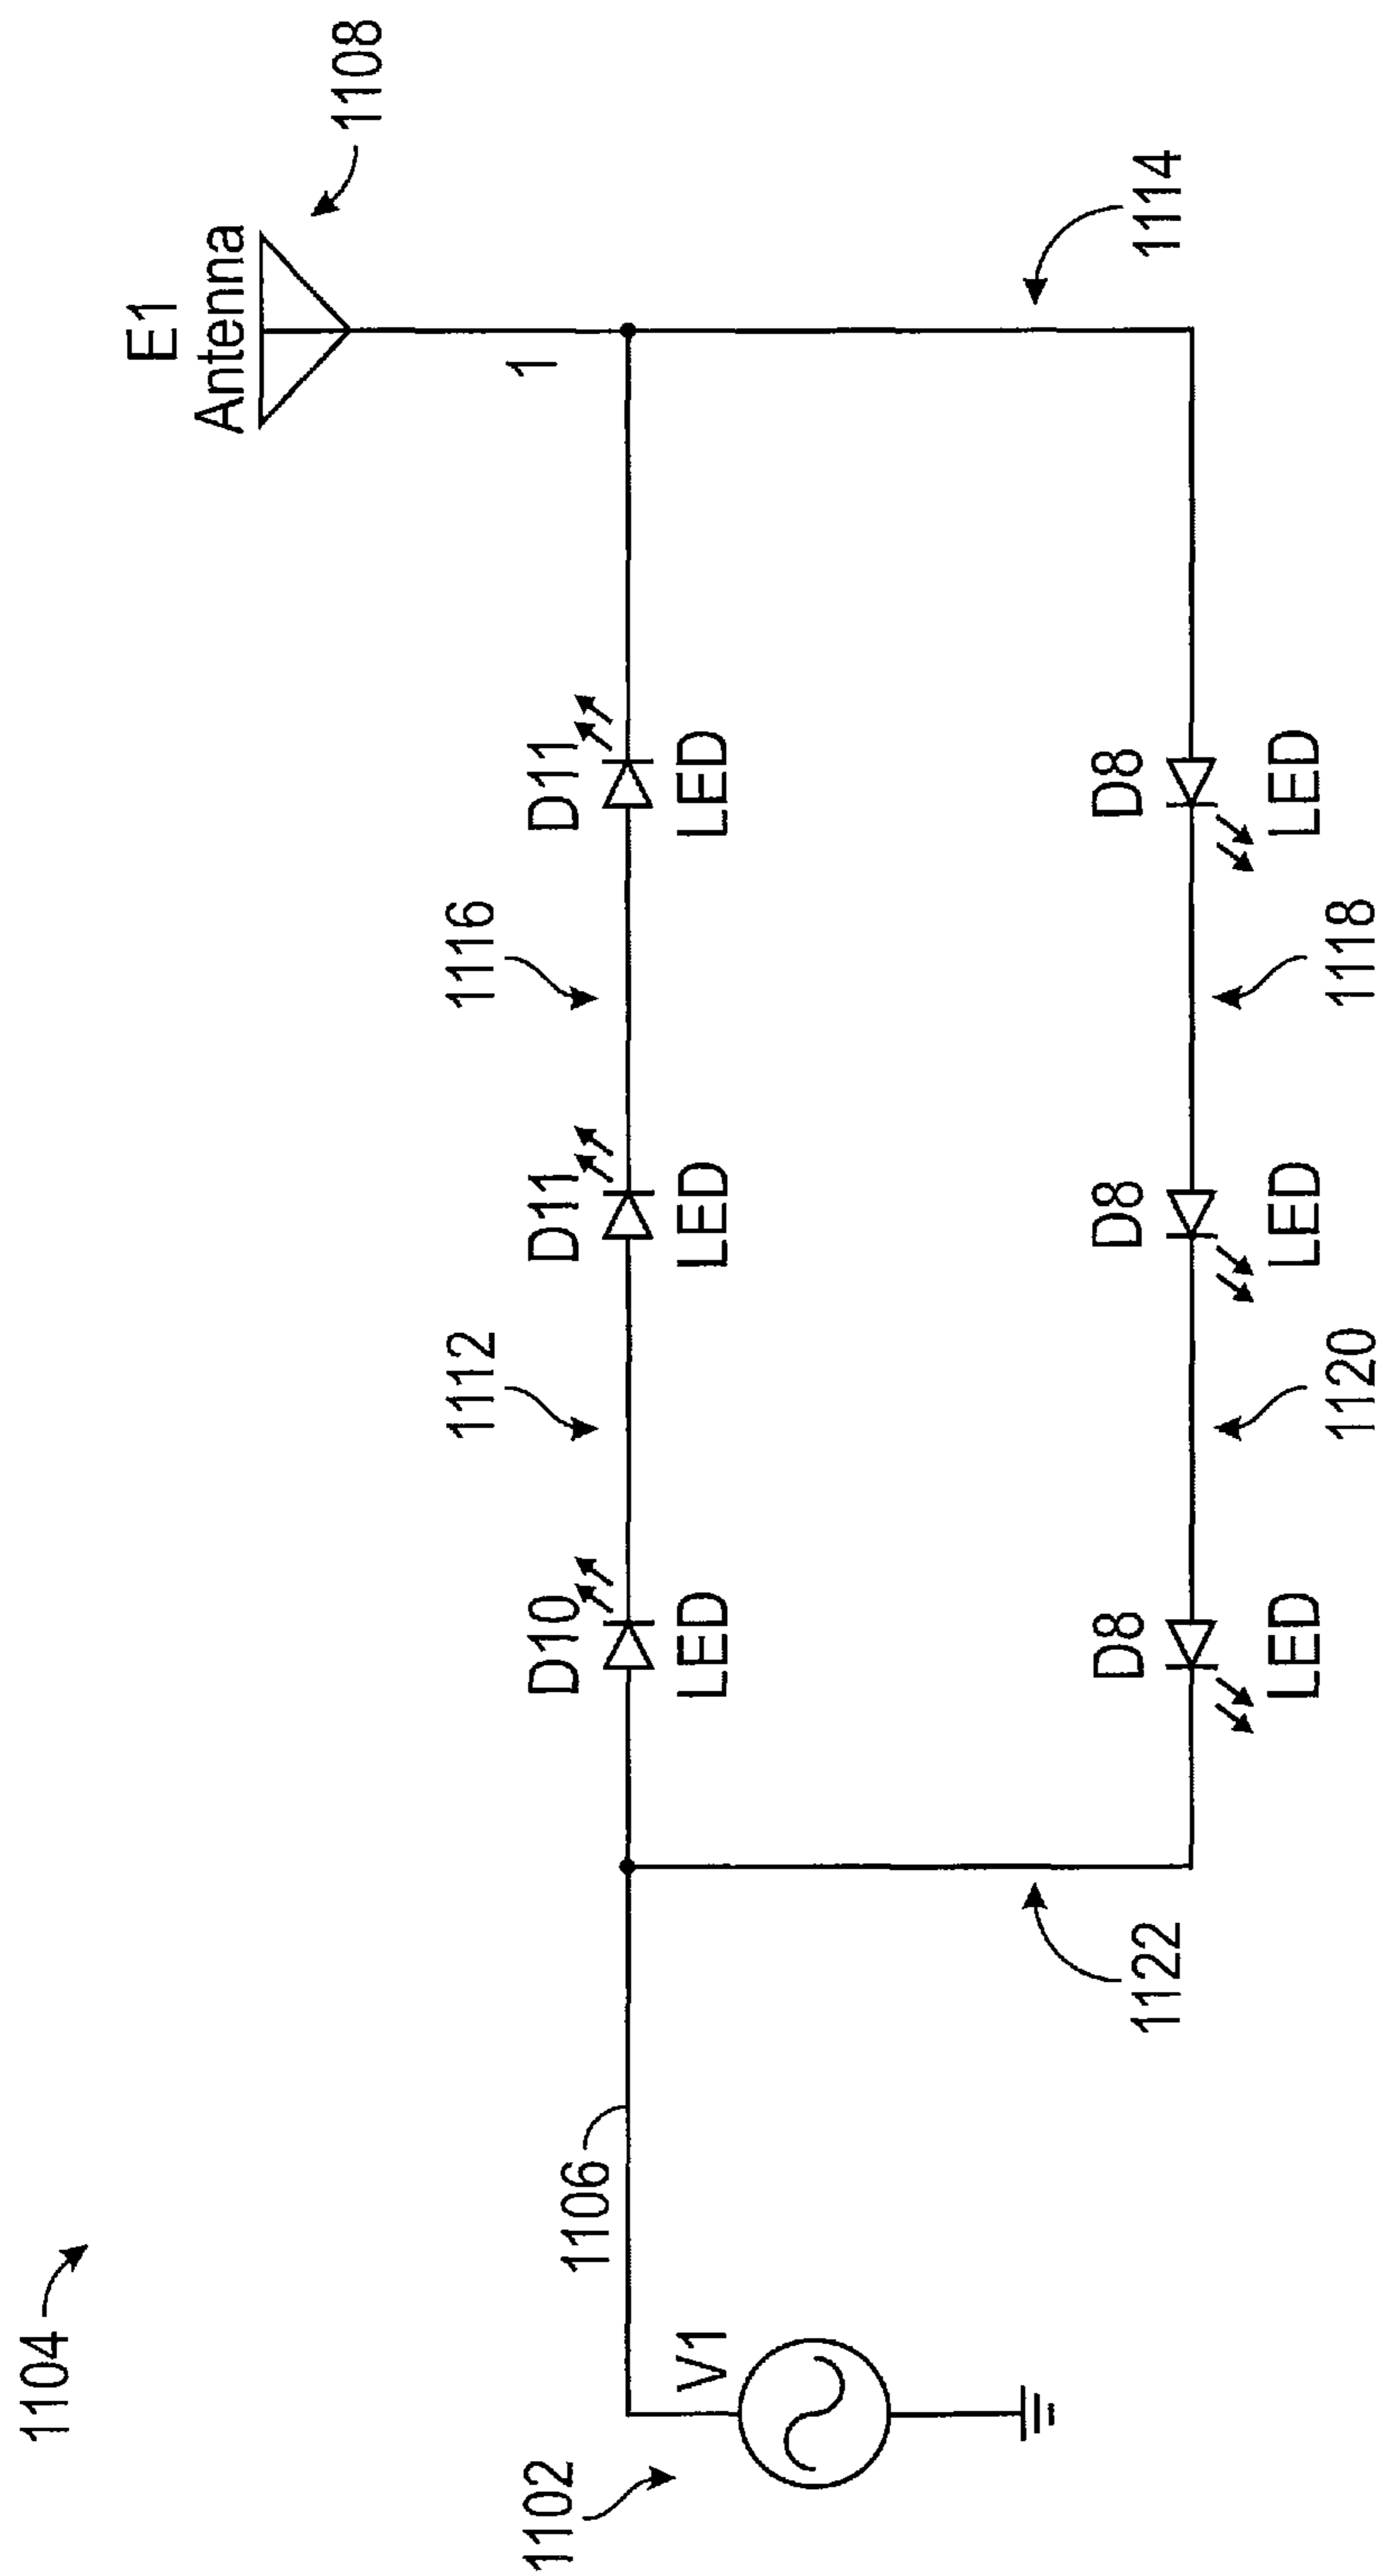 1104
E1
Antenna
1108
1
D10
LED
D11
LED
D11
LED
1112
1116
1106
1102
V1
1122
1114
D8
LED
D8
LED
D8
LED
1120
1118